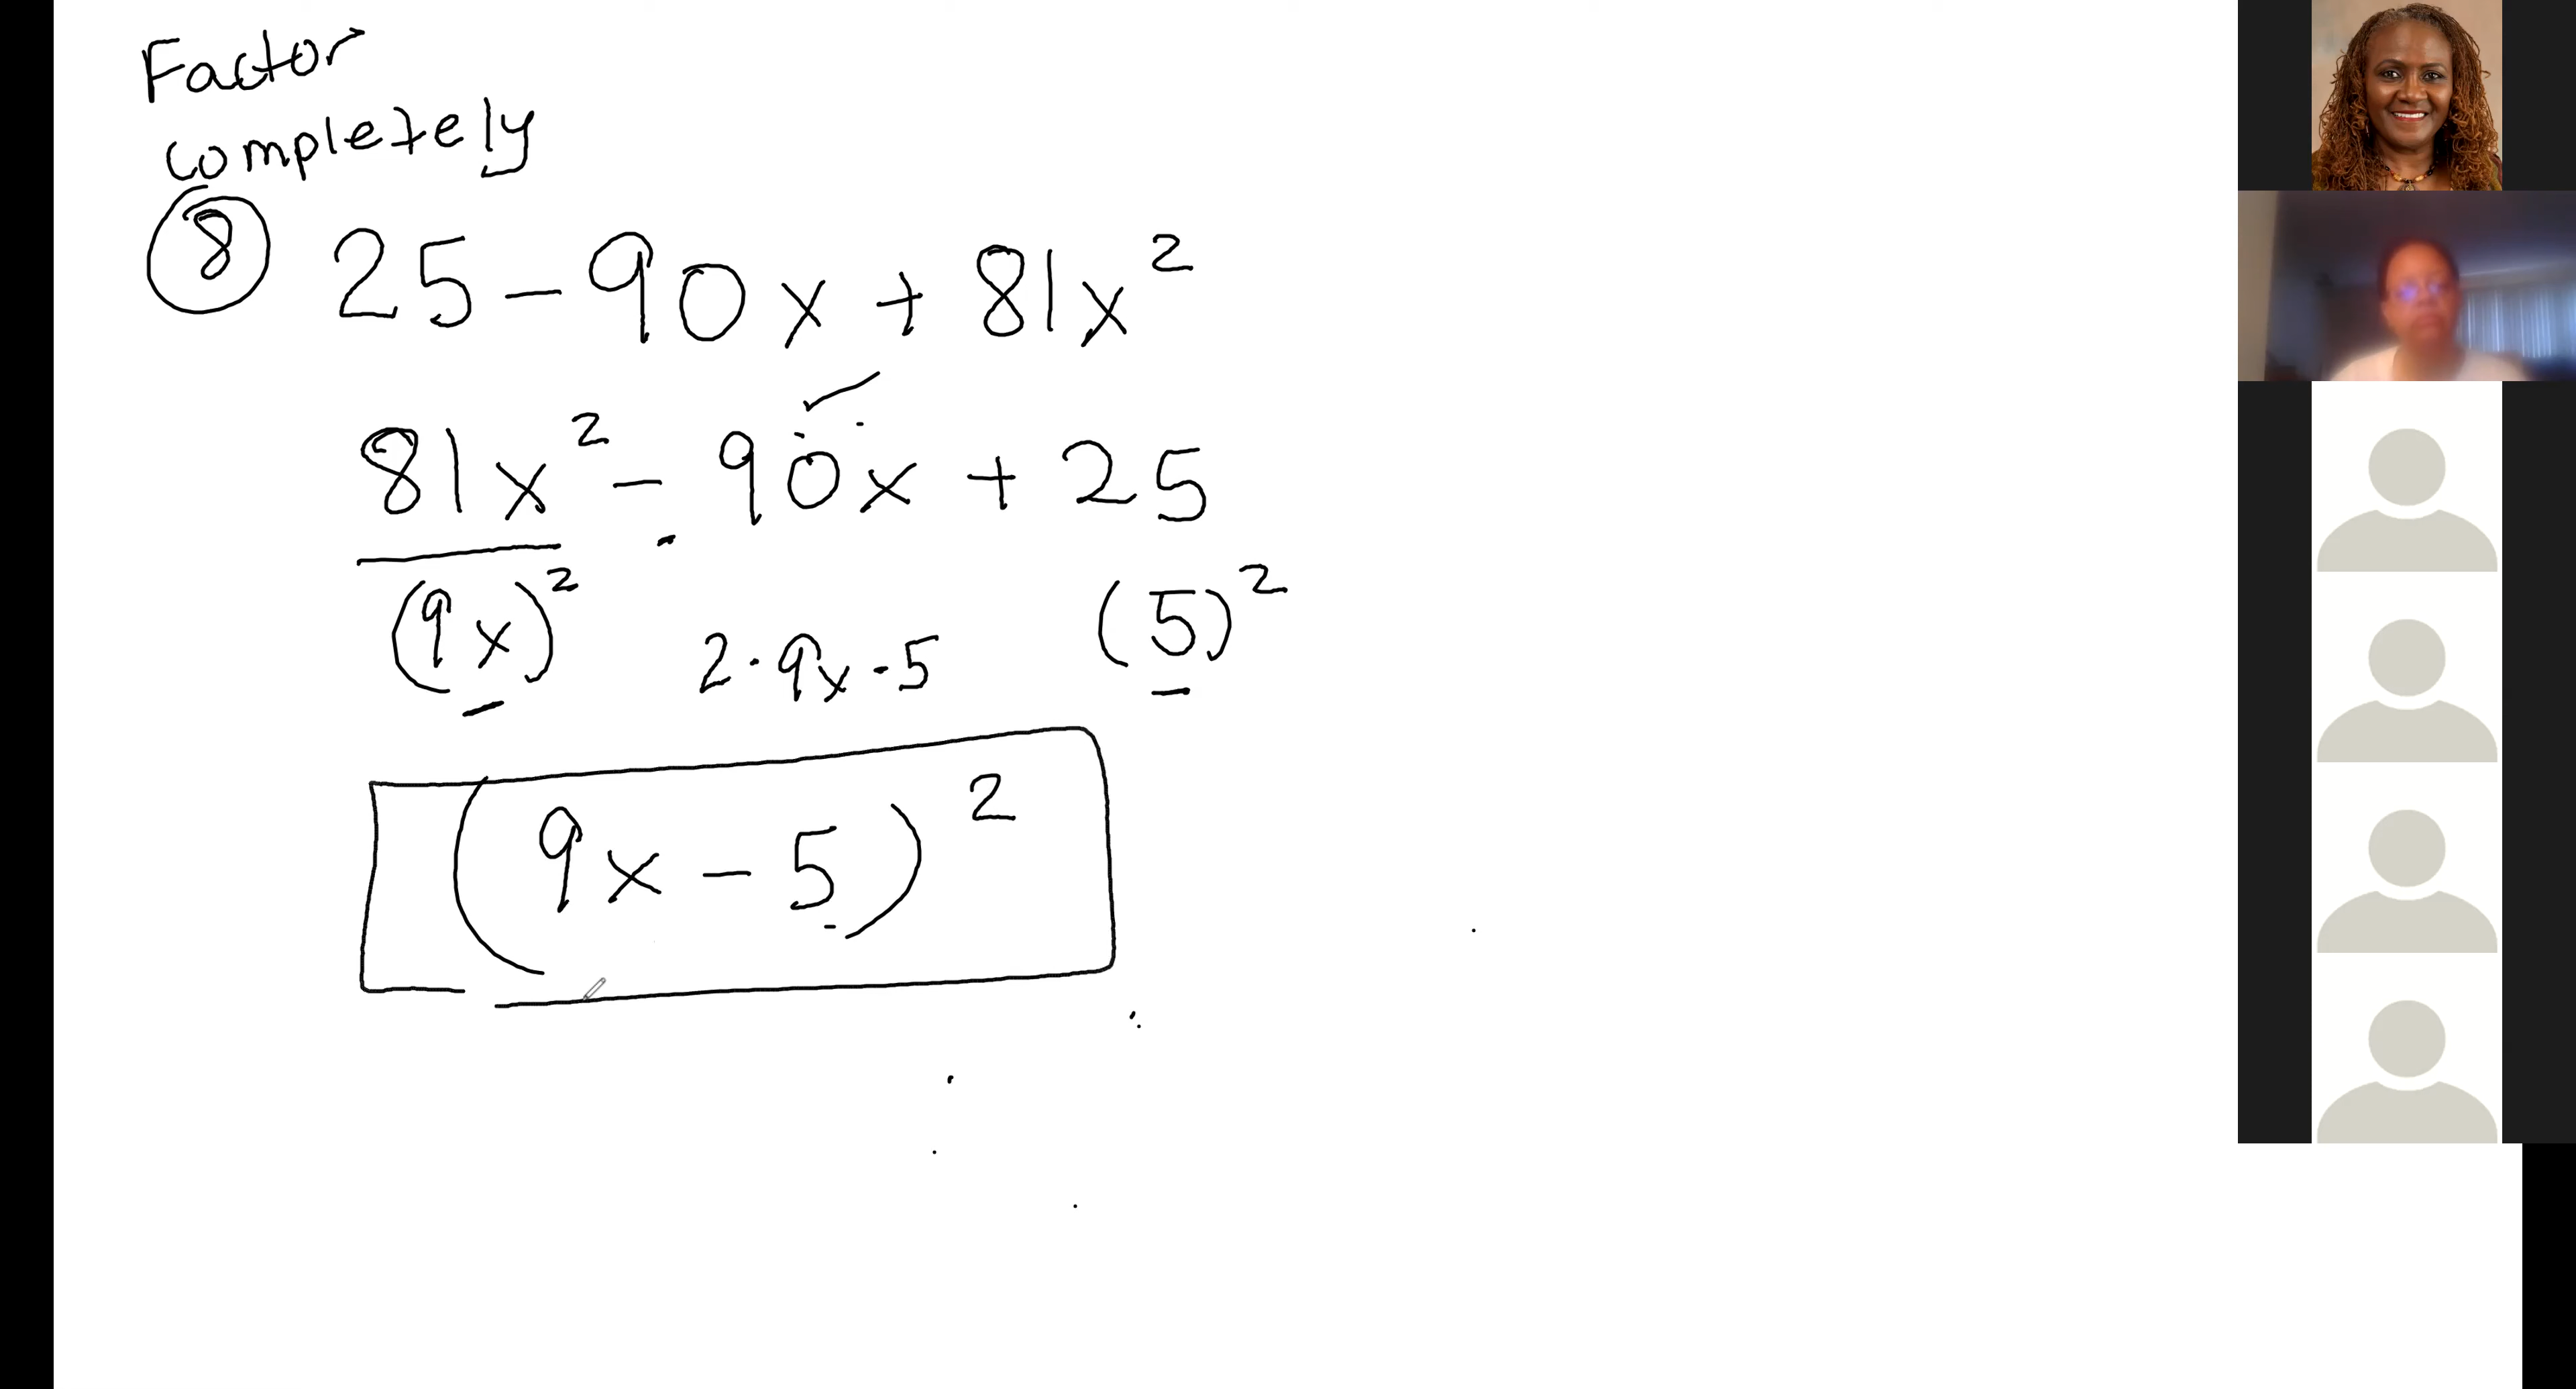 Factor
completely
8 25 - 90x + 81x²
81x² - 90x + 25
(9x)² 2·9x·5 (5)²
(9x - 5)²